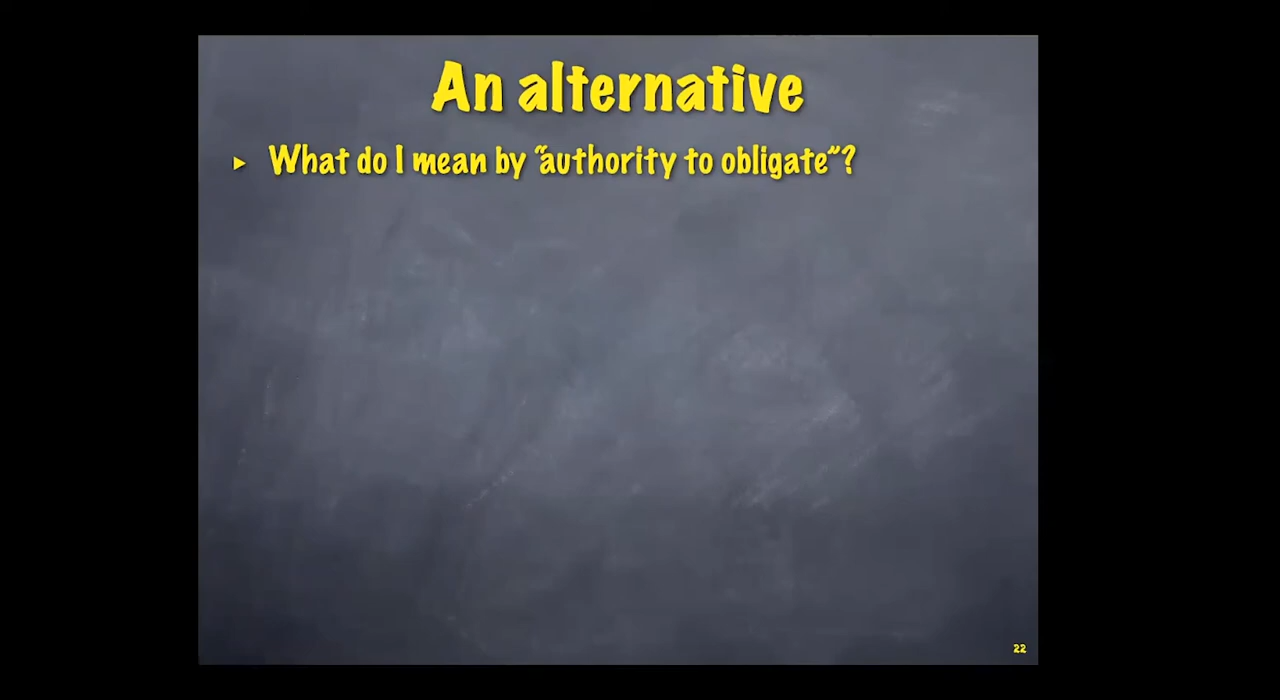 An alternative
▸ What do I mean by “authority to obligate”?
22